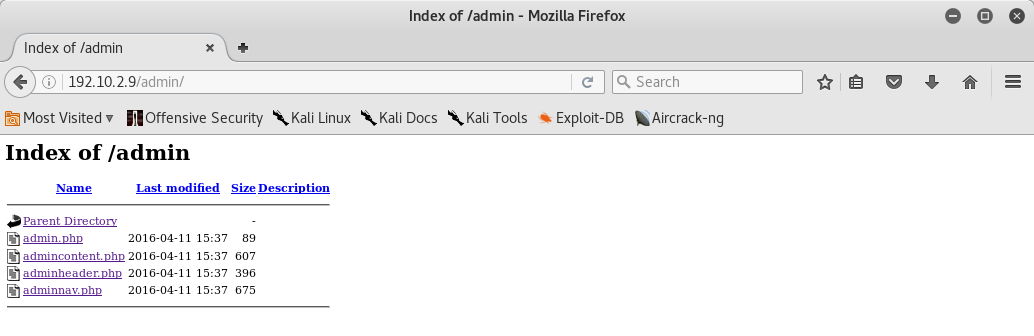 Index of /admin - Mozilla Firefox
Index of /admin
192.10.2.9/admin/ Search
Most Visited Offensive Security Kali Linux Kali Docs Kali Tools Exploit-DB Aircrack-ng
Index of /admin
Name Last modified Size Description
Parent Directory -
admin.php 2016-04-11 15:37 89
admincontent.php 2016-04-11 15:37 607
adminheader.php 2016-04-11 15:37 396
adminnav.php 2016-04-11 15:37 675